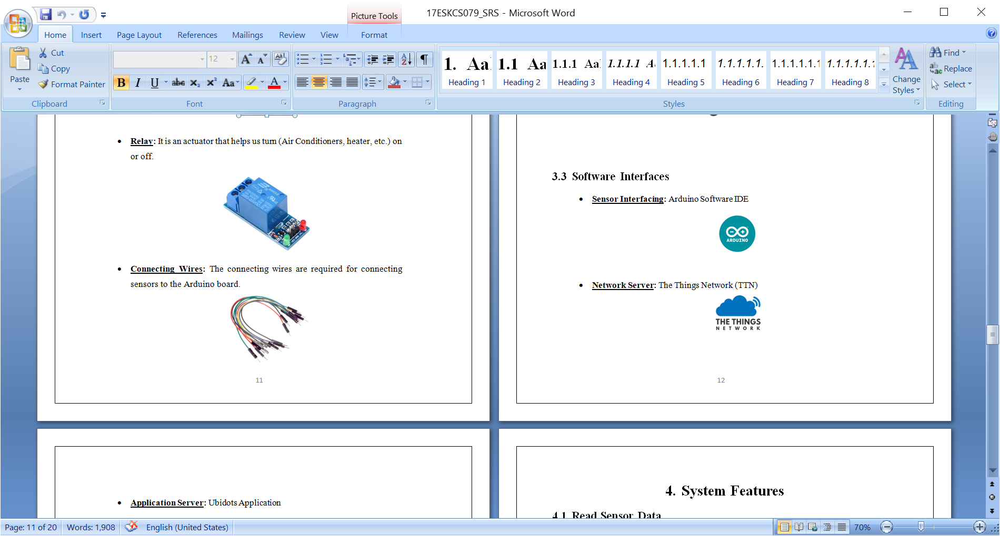 Picture Tools
17ESKCS079_SRS - Microsoft Word
Home Insert Page Layout References Mailings Review View Format
Paste
Cut
Copy
Format Painter
Clipboard
12
Font
Paragraph
1. Aa 1.1 Aa 1.1.1 Aa 1.1.1.1 A 1.1.1.1.1 1.1.1.1.1. 1.1.1.1.1.1 1.1.1.1.1.
Heading 1 Heading 2 Heading 3 Heading 4 Heading 5 Heading 6 Heading 7 Heading 8
Change Styles
Styles
Find
Replace
Select
Editing
• Relay: It is an actuator that helps us turn (Air Conditioners, heater, etc.) on
or off.
• Connecting Wires: The connecting wires are required for connecting
sensors to the Arduino board.
11
3.3 Software Interfaces
• Sensor Interfacing: Arduino Software IDE
ARDUINO
• Network Server: The Things Network (TTN)
THE THINGS
NETWORK
12
• Application Server: Ubidots Application
4. System Features
4.1 Read Sensor Data
Page: 11 of 20 Words: 1,908 English (United States) 70%